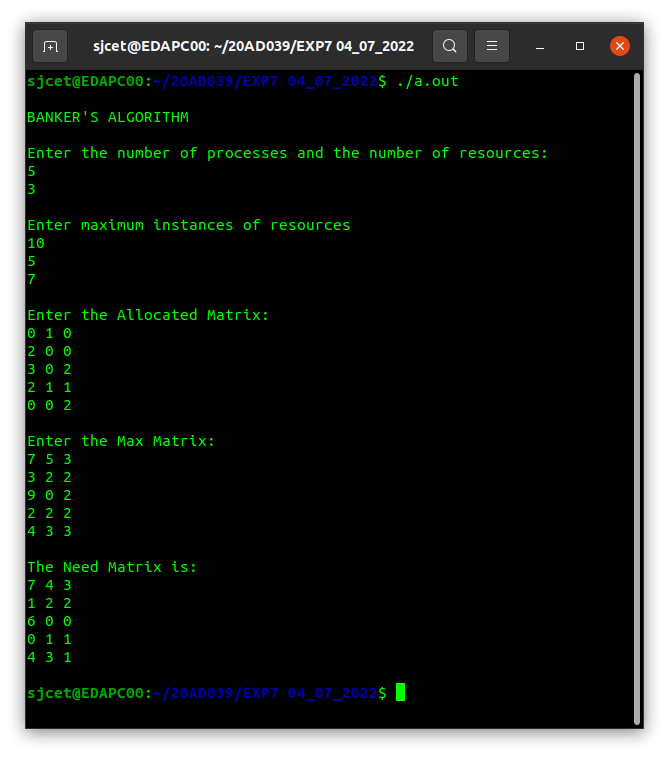 sjcet@EDAPC00: ~/20AD039/EXP7 04_07_2022
sjcet@EDAPC00:~/20AD039/EXP7 04_07_2022$ ./a.out
BANKER'S ALGORITHM
Enter the number of processes and the number of resources:
5
3
Enter maximum instances of resources
10
5
7
Enter the Allocated Matrix:
0 1 0
2 0 0
3 0 2
2 1 1
0 0 2
Enter the Max Matrix:
7 5 3
3 2 2
9 0 2
2 2 2
4 3 3
The Need Matrix is:
7 4 3
1 2 2
6 0 0
0 1 1
4 3 1
sjcet@EDAPC00:~/20AD039/EXP7 04_07_2022$